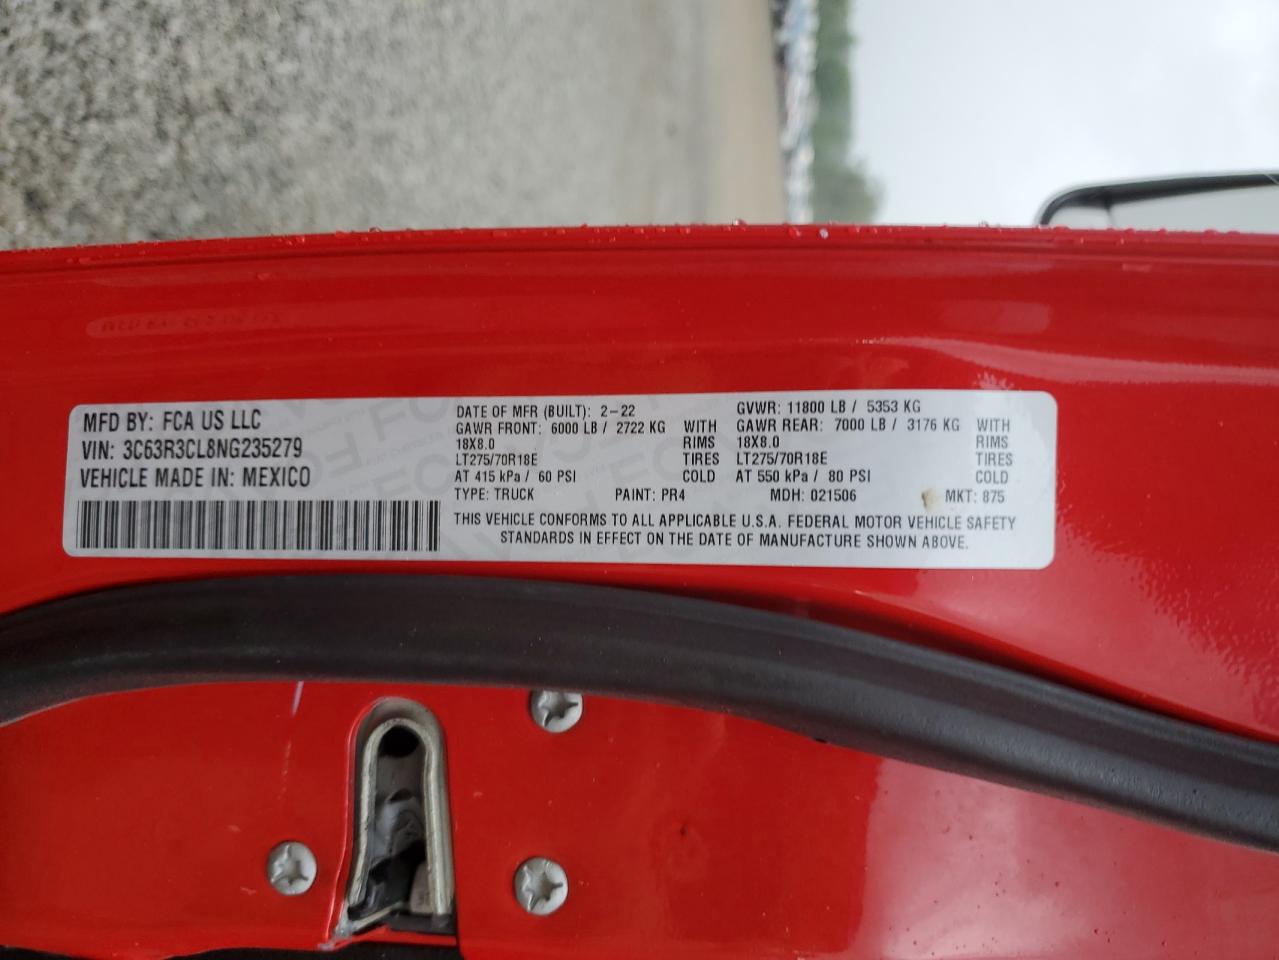 MFD BY: FCA US LLC
VIN: 3C63R3CL8NG235279
VEHICLE MADE IN: MEXICO
DATE OF MFR (BUILT): 2-22
GAWR FRONT: 6000 LB / 2722 KG WITH
18X8.0 RIMS
LT275/70R18E TIRES
AT 415 kPa / 60 PSI COLD
TYPE: TRUCK PAINT: PR4
GVWR: 11800 LB / 5353 KG
GAWR REAR: 7000 LB / 3176 KG WITH
18X8.0 RIMS
LT275/70R18E TIRES
AT 550 kPa / 80 PSI COLD
MDH: 021506 MKT: 875
THIS VEHICLE CONFORMS TO ALL APPLICABLE U.S.A. FEDERAL MOTOR VEHICLE SAFETY
STANDARDS IN EFFECT ON THE DATE OF MANUFACTURE SHOWN ABOVE.